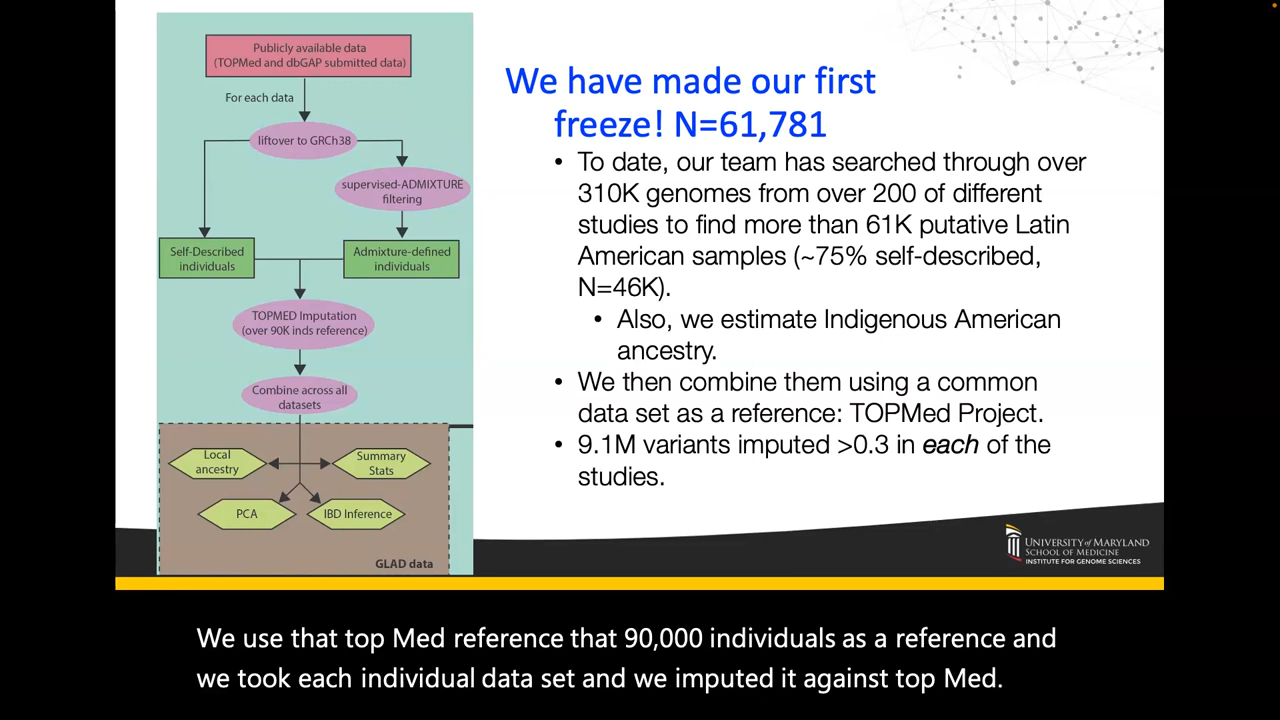 Publicly available data
(TOPMed and dbGAP submitted data)
For each data
liftover to GRCh38
supervised-ADMIXTURE
filtering
Self-Described
individuals
Admixture-defined
individuals
TOPMED Imputation
(over 90K inds reference)
Combine across all
datasets
Local
ancestry
Summary
Stats
PCA
IBD Inference
GLAD data
We have made our first
freeze! N=61,781
• To date, our team has searched through over
310K genomes from over 200 of different
studies to find more than 61K putative Latin
American samples (~75% self-described,
N=46K).
• Also, we estimate Indigenous American
ancestry.
• We then combine them using a common
data set as a reference: TOPMed Project.
• 9.1M variants imputed >0.3 in each of the
studies.
UNIVERSITY of MARYLAND
SCHOOL OF MEDICINE
INSTITUTE FOR GENOME SCIENCES
We use that top Med reference that 90,000 individuals as a reference and
we took each individual data set and we imputed it against top Med.